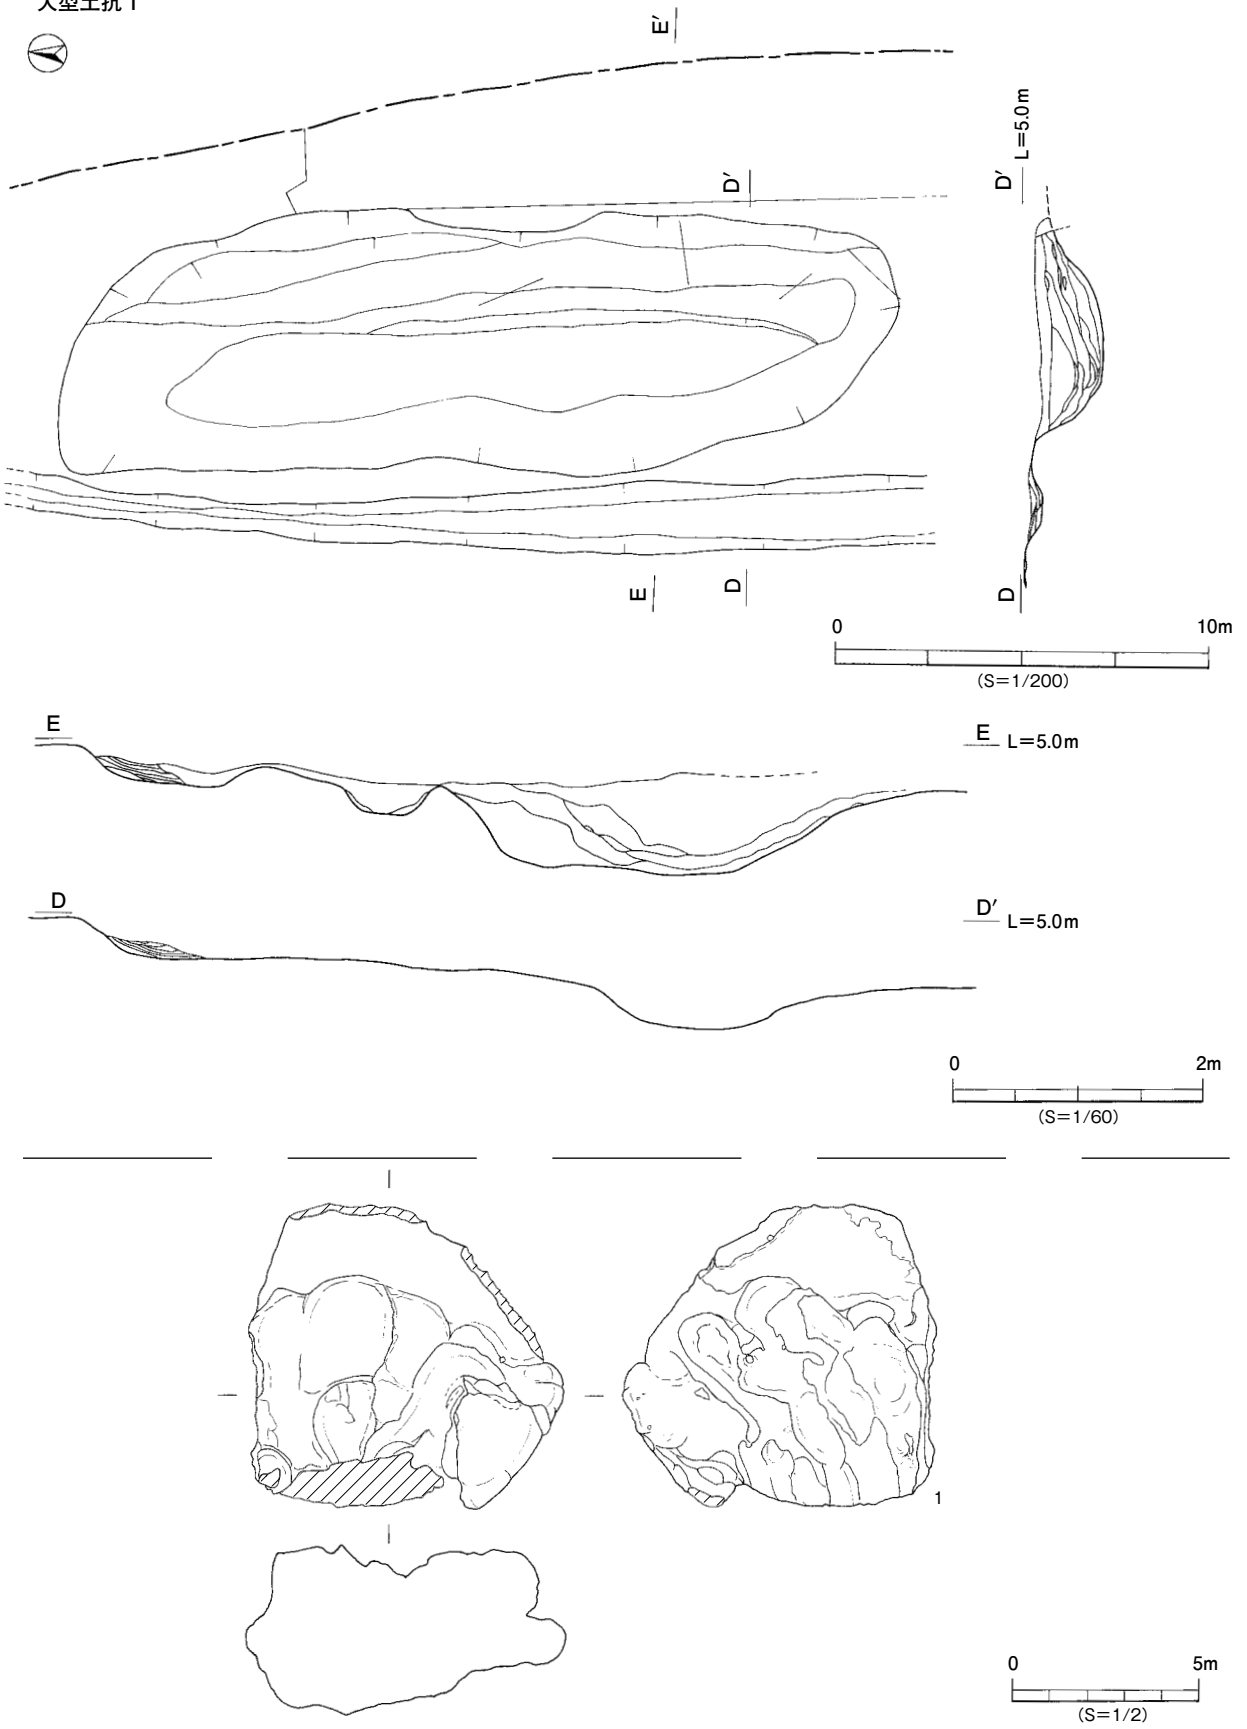 大型土坑 1
E′
D′
L=5.0m
D′
E
D
D
0 10m
(S=1/200)
E
E L=5.0m
D
D′ L=5.0m
0 2m
(S=1/60)
1
0 5m
(S=1/2)